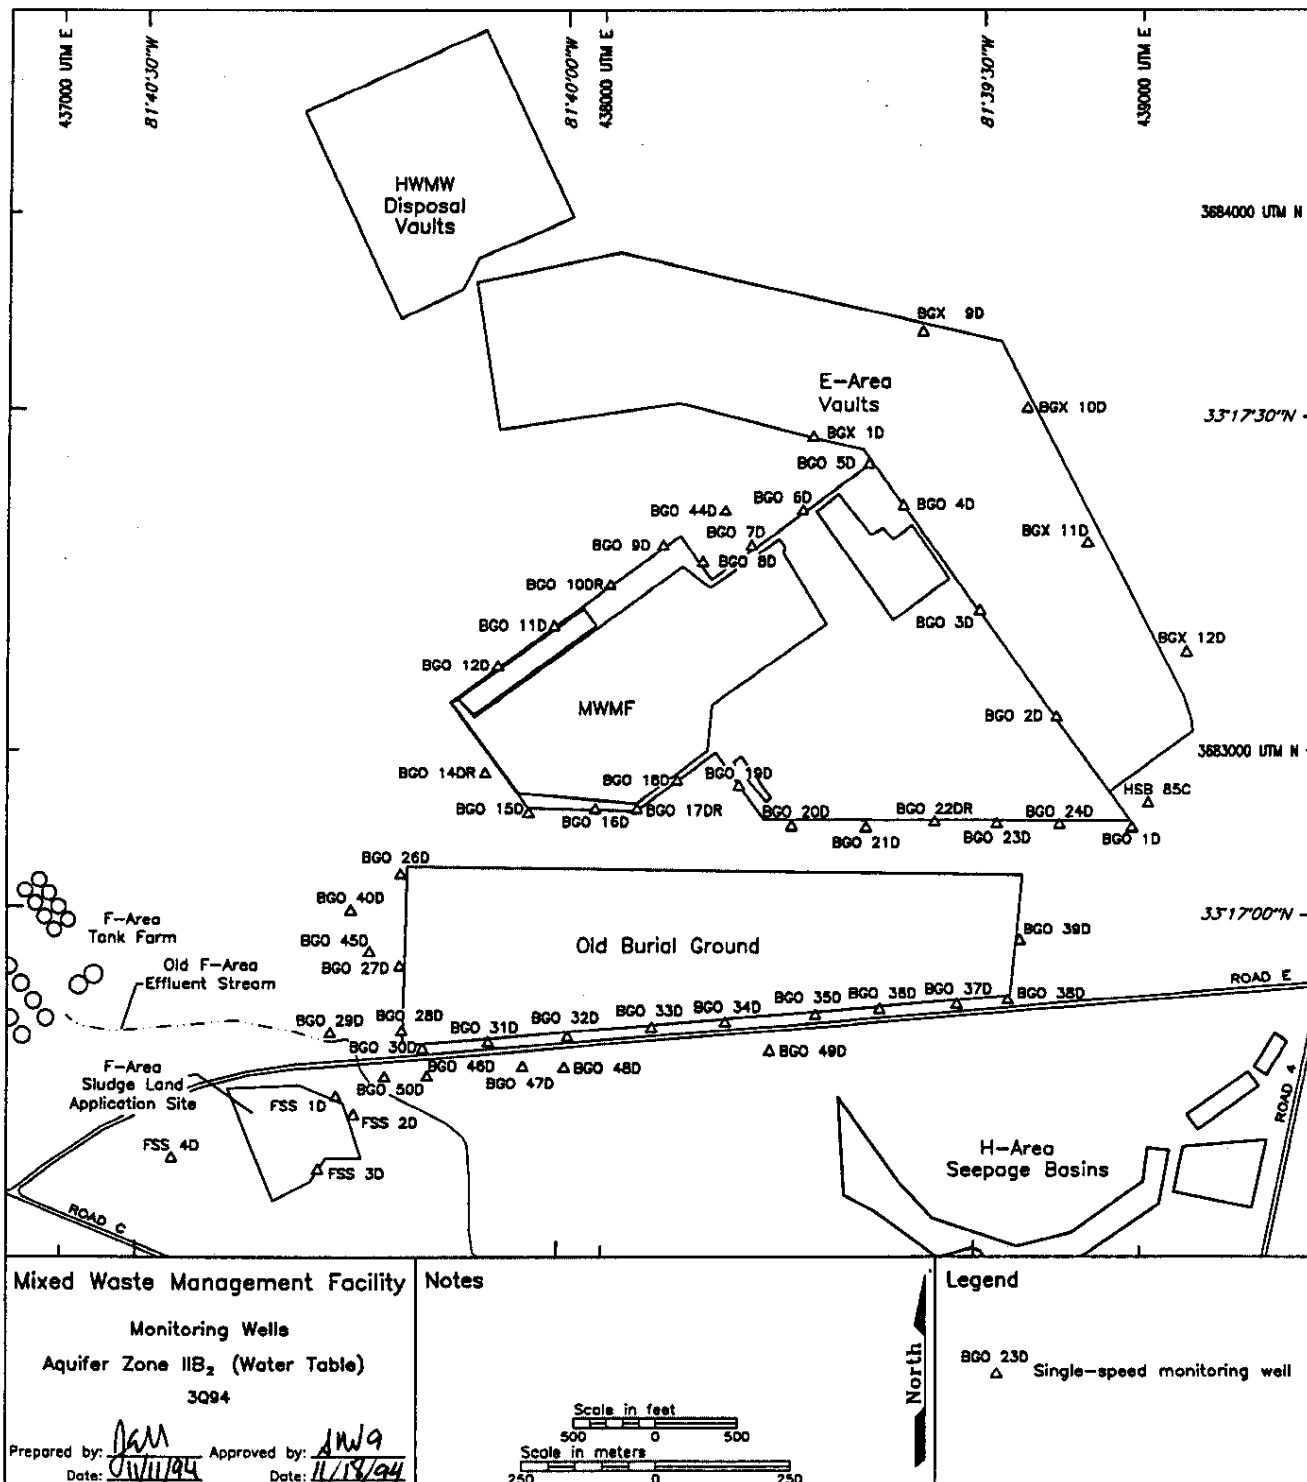 437000 UTM E
81°40'30"W
81°40'00"W
438000 UTM E
81°39'30"W
439000 UTM E
HWMW
Disposal
Vaults
3684000 UTM N
BGX 9D
E-Area
Vaults
BGX 10D
33°17'30"N
BGX 1D
BGO 5D
BGO 6D
BGO 44D
BGO 4D
BGO 7D
BGX 11D
BGO 9D
BGO 8D
BGO 10DR
BGO 3D
BGO 11D
BGX 12D
BGO 12D
MWMF
BGO 2D
3683000 UTM N
BGO 14DR
BGO 18D
BGO 19D
HSB 85C
BGO 15D
BGO 16D
BGO 17DR
BGO 20D
BGO 21D
BGO 22DR
BGO 23D
BGO 24D
BGO 1D
BGO 26D
BGO 40D
F-Area
Tank Farm
33°17'00"N
BGO 39D
Old Burial Ground
BGO 45D
BGO 27D
Old F-Area
Effluent Stream
ROAD E
BGO 37D
BGO 38D
BGO 35D
BGO 36D
BGO 34D
BGO 33D
BGO 32D
BGO 31D
BGO 28D
BGO 29D
BGO 30D
BGO 49D
BGO 46D
BGO 48D
BGO 47D
BGO 50D
F-Area
Sludge Land
Application Site
FSS 1D
FSS 2D
FSS 4D
FSS 3D
ROAD C
H-Area
Seepage Basins
ROAD 4
Mixed Waste Management Facility
Monitoring Wells
Aquifer Zone IIB₂ (Water Table)
3Q94
Prepared by:
Approved by:
Date: 11/11/94
Date: 11/18/94
Notes
Scale in feet
500 0 500
Scale in meters
250 0 250
North
Legend
BGO 23D
Single-speed monitoring well